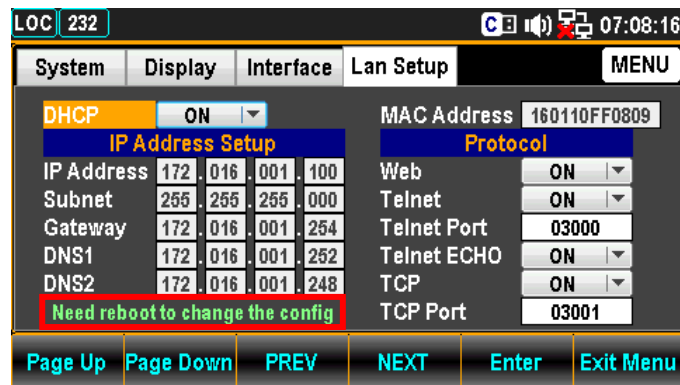 LOC 232 C 07:08:16
System Display Interface Lan Setup MENU
DHCP ON MAC Address 160110FF0809
IP Address Setup Protocol
IP Address 172 . 016 . 001 . 100 Web ON
Subnet 255 . 255 . 255 . 000 Telnet ON
Gateway 172 . 016 . 001 . 254 Telnet Port 03000
DNS1 172 . 016 . 001 . 252 Telnet ECHO ON
DNS2 172 . 016 . 001 . 248 TCP ON
Need reboot to change the config TCP Port 03001
Page Up Page Down PREV NEXT Enter Exit Menu